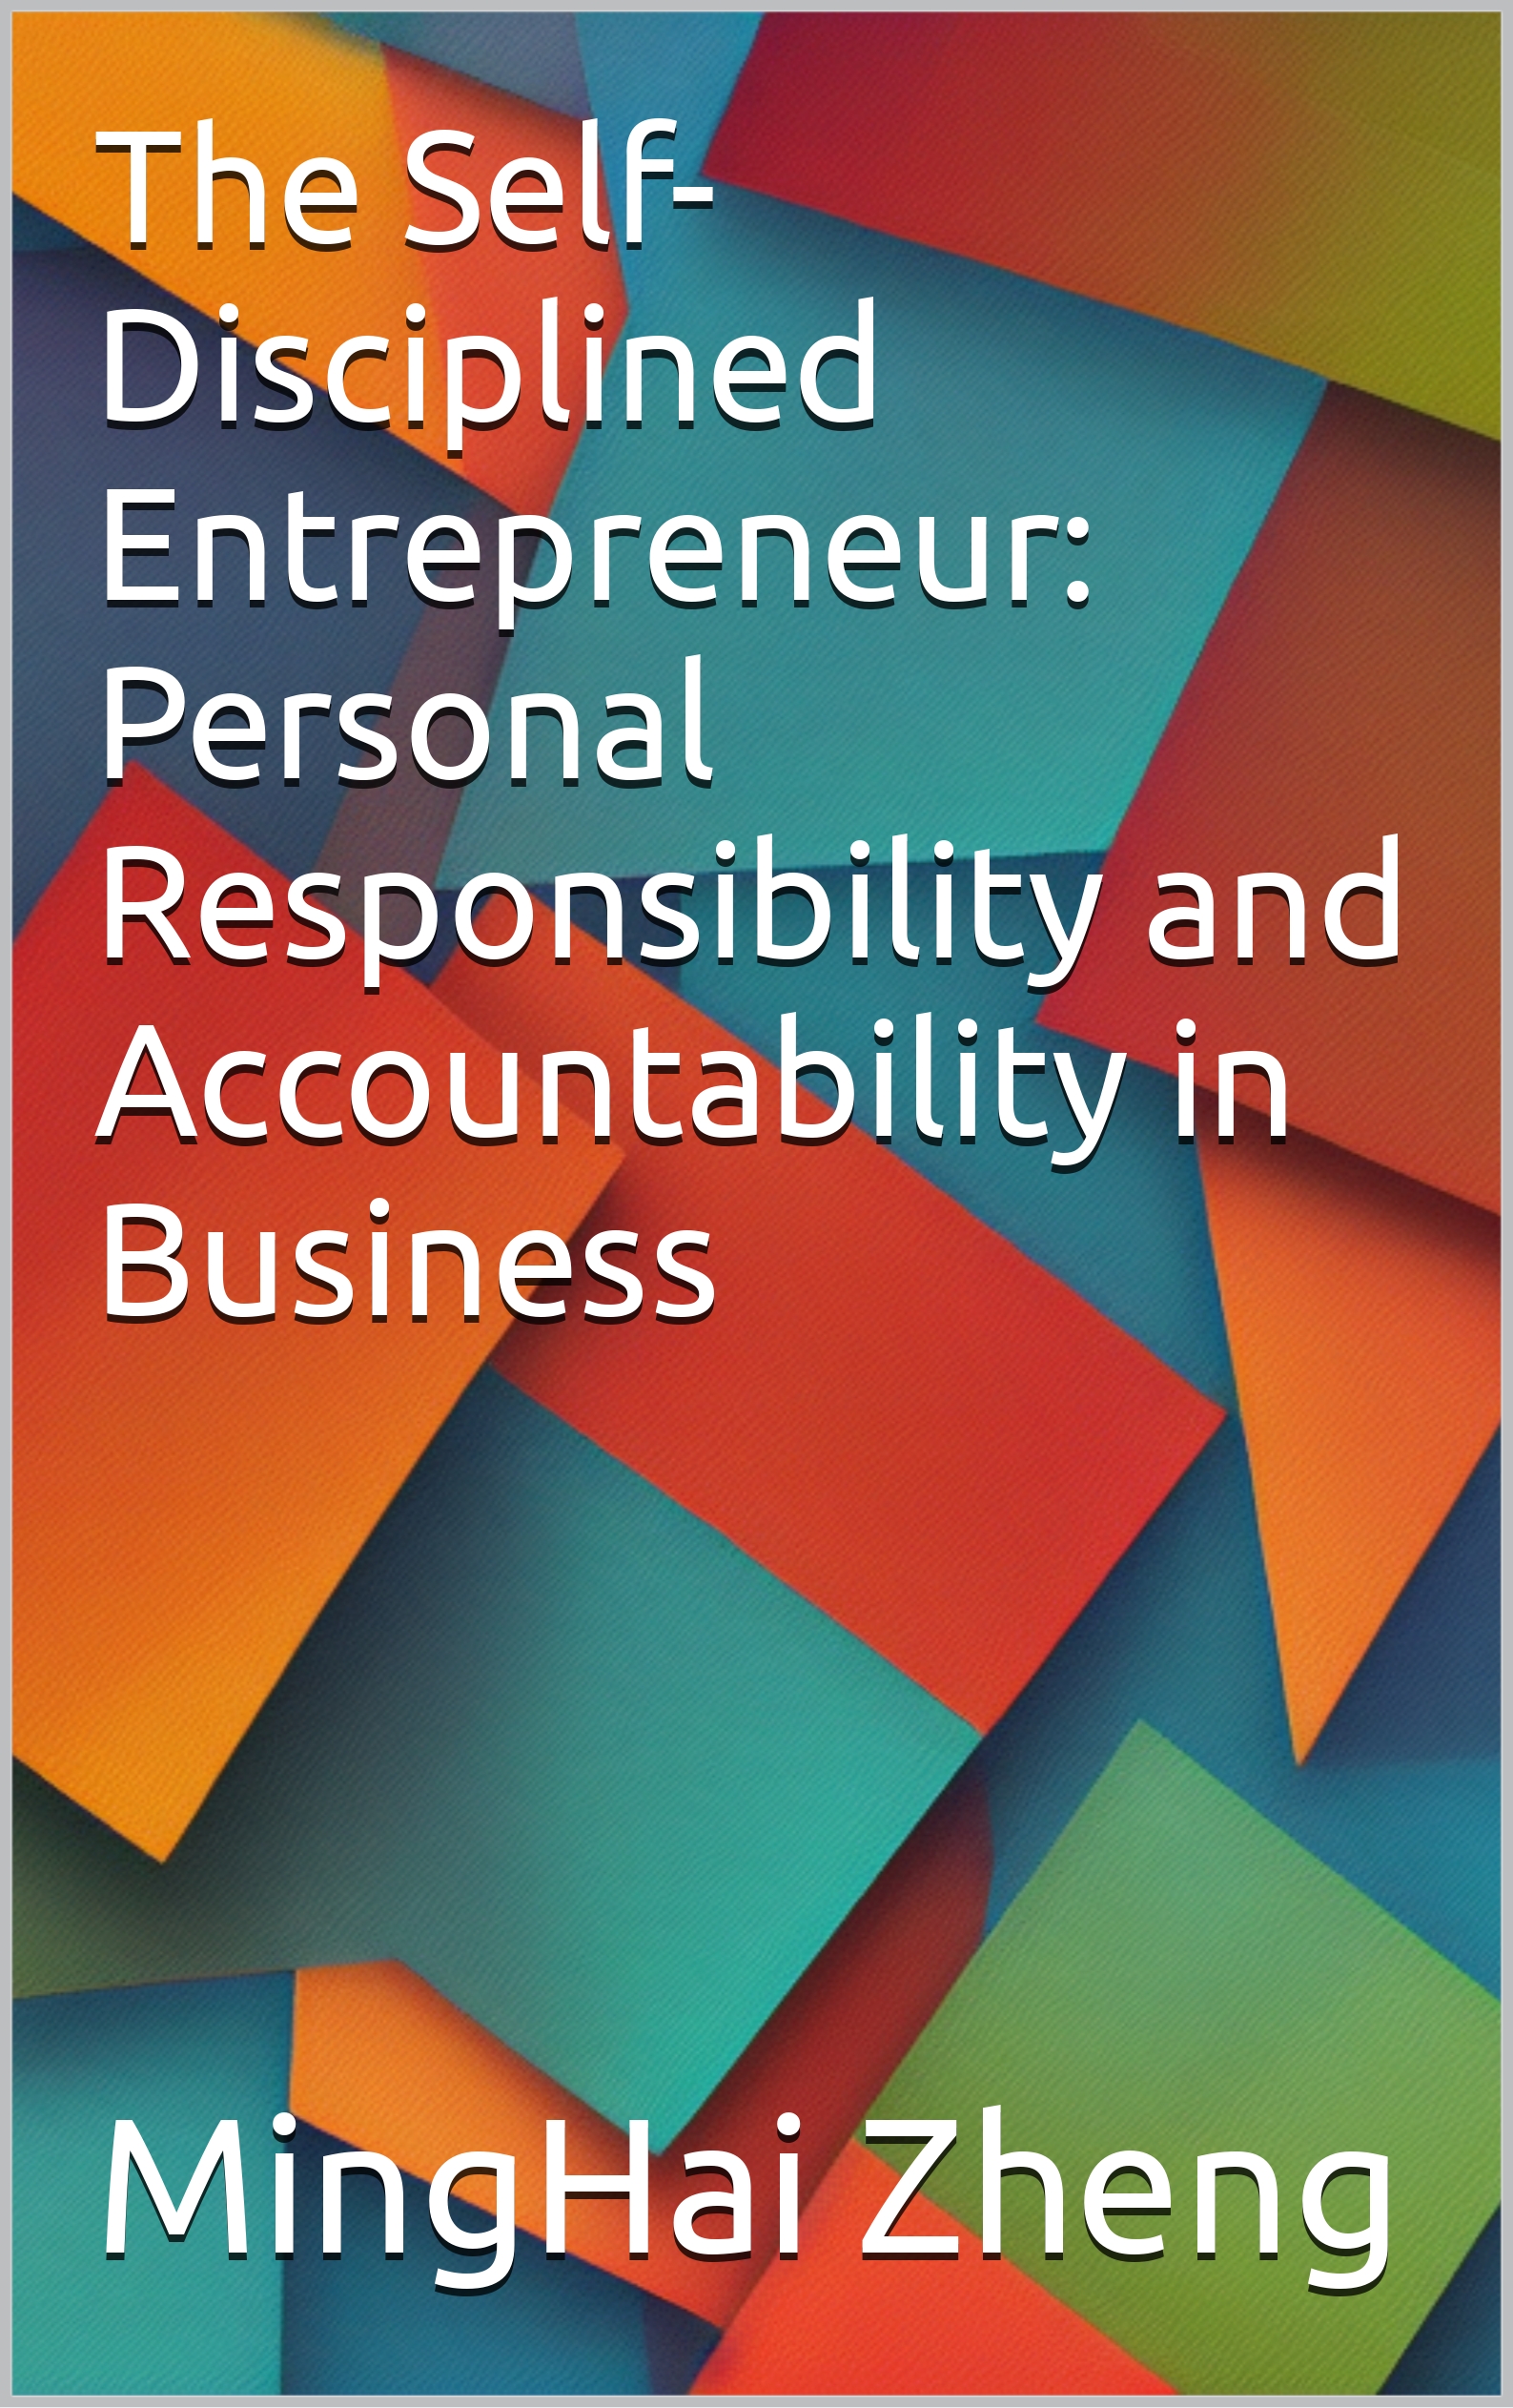 The Self-
Disciplined
Entrepreneur:
Personal
Responsibility and
Accountability in
Business
MingHai Zheng